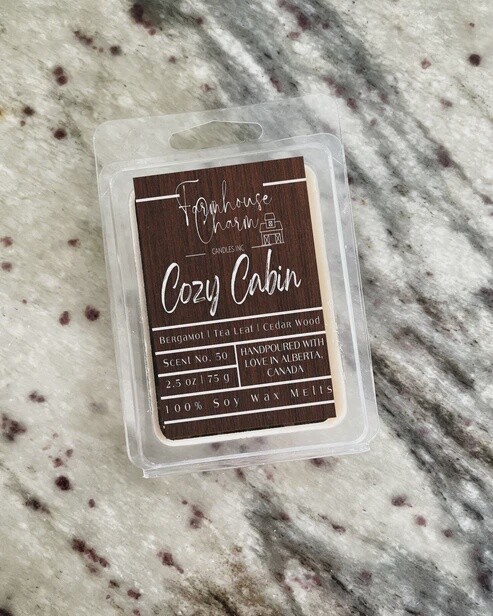 Farmhouse
Charm
CANDLES INC.
Cozy Cabin
Bergamot | Tea Leaf | Cedar Wood
Scent No. 50
2.5 oz | 75 g
HANDPOURED WITH
LOVE IN ALBERTA,
CANADA
100% Soy Wax Melts